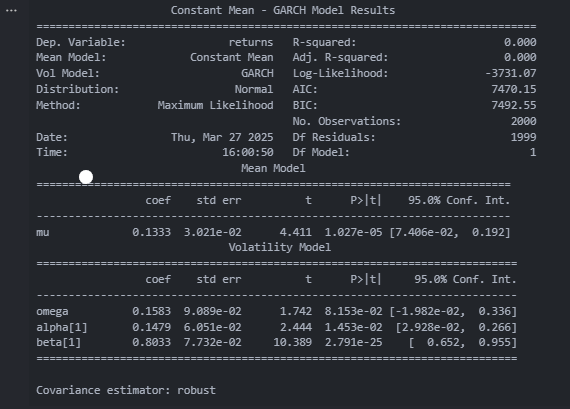 ...
Constant Mean - GARCH Model Results
==============================================================================
Dep. Variable: returns R-squared: 0.000
Mean Model: Constant Mean Adj. R-squared: 0.000
Vol Model: GARCH Log-Likelihood: -3731.07
Distribution: Normal AIC: 7470.15
Method: Maximum Likelihood BIC: 7492.55
No. Observations: 2000
Date: Thu, Mar 27 2025 Df Residuals: 1999
Time: 16:00:50 Df Model: 1
Mean Model
==========================================================================
coef std err t P>|t| 95.0% Conf. Int.
--------------------------------------------------------------------------
mu 0.1333 3.021e-02 4.411 1.027e-05 [7.406e-02, 0.192]
Volatility Model
===========================================================================
coef std err t P>|t| 95.0% Conf. Int.
---------------------------------------------------------------------------
omega 0.1583 9.089e-02 1.742 8.153e-02 [-1.982e-02, 0.336]
alpha[1] 0.1479 6.051e-02 2.444 1.453e-02 [2.928e-02, 0.266]
beta[1] 0.8033 7.732e-02 10.389 2.791e-25 [ 0.652, 0.955]
===========================================================================
Covariance estimator: robust